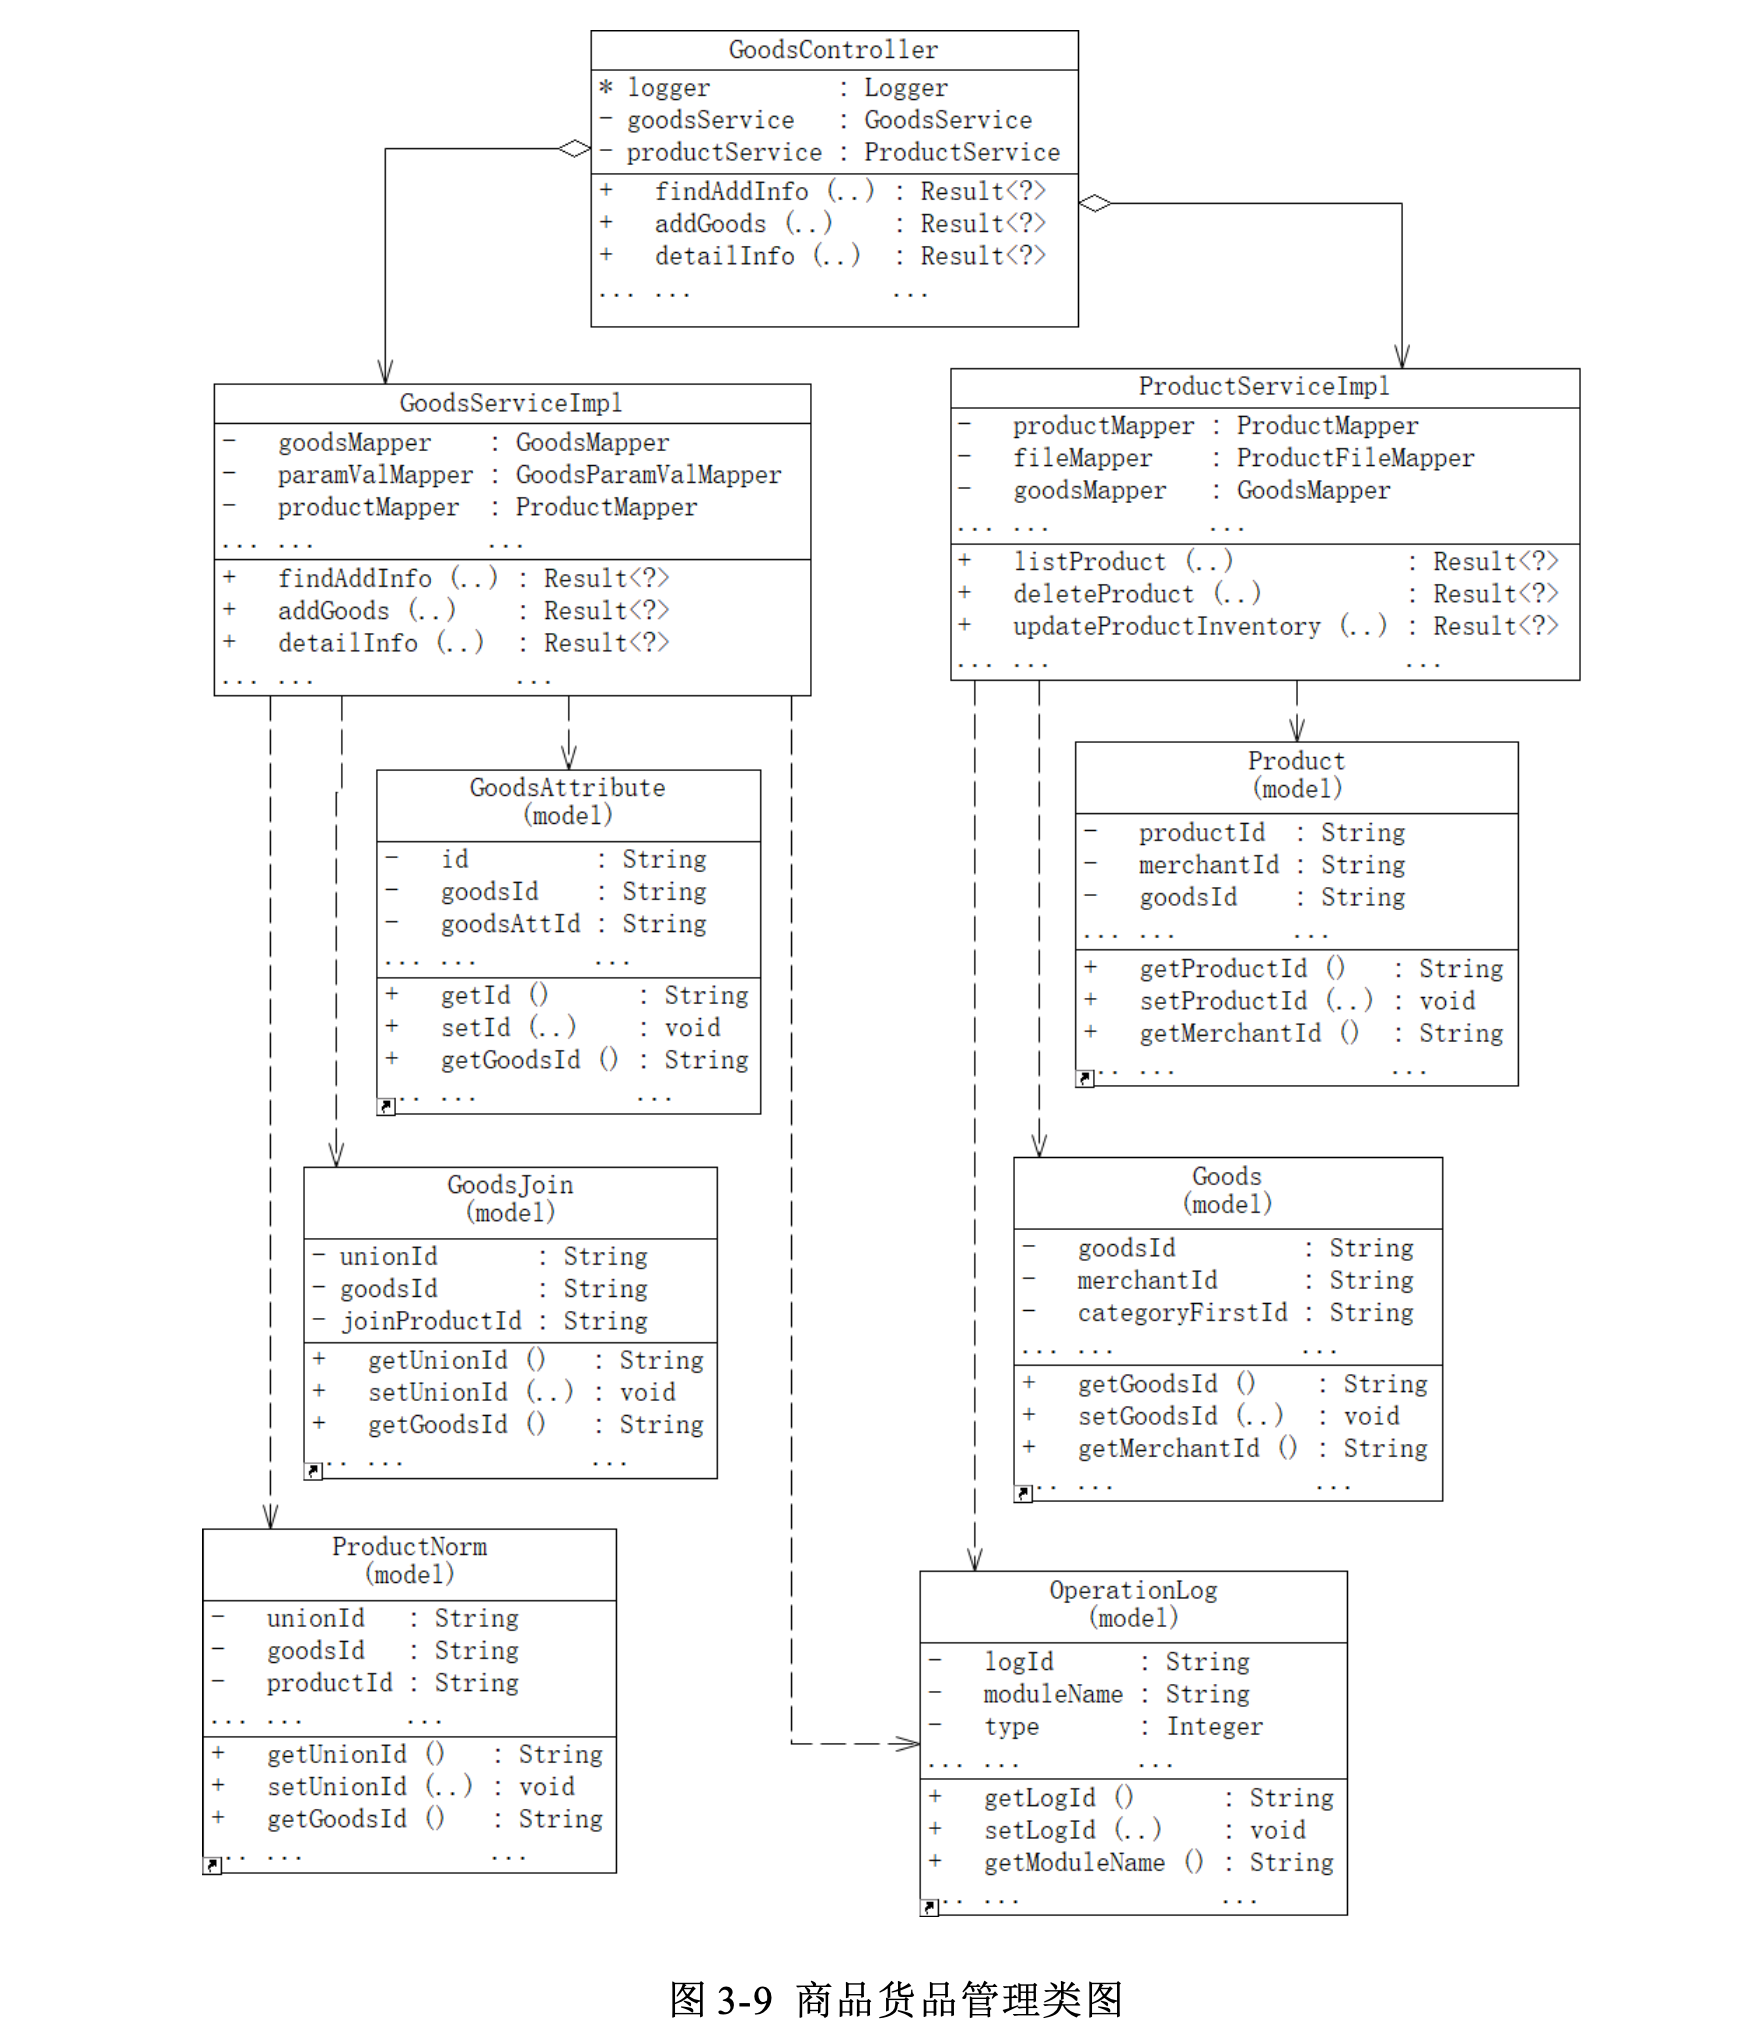 GoodsController
* logger : Logger
- goodsService : GoodsService
- productService : ProductService
+ findAddInfo (..) : Result<?>
+ addGoods (..) : Result<?>
+ detailInfo (..) : Result<?>
... ... ...
GoodsServiceImpl
- goodsMapper : GoodsMapper
- paramValMapper : GoodsParamValMapper
- productMapper : ProductMapper
... ... ...
+ findAddInfo (..) : Result<?>
+ addGoods (..) : Result<?>
+ detailInfo (..) : Result<?>
... ... ...
ProductServiceImpl
- productMapper : ProductMapper
- fileMapper : ProductFileMapper
- goodsMapper : GoodsMapper
... ... ...
+ listProduct (..) : Result<?>
+ deleteProduct (..) : Result<?>
+ updateProductInventory (..) : Result<?>
... ... ...
GoodsAttribute
(model)
- id : String
- goodsId : String
- goodsAttId : String
... ... ...
+ getId () : String
+ setId (..) : void
+ getGoodsId () : String
.. ... ...
Product
(model)
- productId : String
- merchantId : String
- goodsId : String
... ... ...
+ getProductId () : String
+ setProductId (..) : void
+ getMerchantId () : String
.. ... ...
GoodsJoin
(model)
- unionId : String
- goodsId : String
- joinProductId : String
+ getUnionId () : String
+ setUnionId (..) : void
+ getGoodsId () : String
.. ... ...
Goods
(model)
- goodsId : String
- merchantId : String
- categoryFirstId : String
... ... ...
+ getGoodsId () : String
+ setGoodsId (..) : void
+ getMerchantId () : String
.. ... ...
ProductNorm
(model)
- unionId : String
- goodsId : String
- productId : String
... ... ...
+ getUnionId () : String
+ setUnionId (..) : void
+ getGoodsId () : String
.. ... ...
OperationLog
(model)
- logId : String
- moduleName : String
- type : Integer
... ... ...
+ getLogId () : String
+ setLogId (..) : void
+ getModuleName () : String
.. ... ...
图 3-9 商品货品管理类图